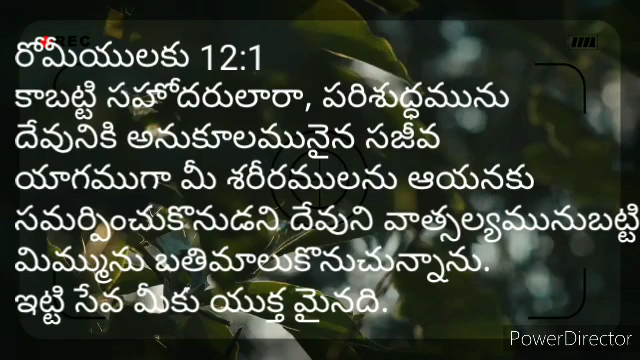 REC
రోమీయులకు 12:1
కాబట్టి సహోదరులారా, పరిశుద్ధమును
దేవునికి అనుకూలమునైన సజీవ
యాగముగా మీ శరీరములను ఆయనకు
సమర్పించుకొనుడని దేవుని వాత్సల్యమునుబట్టి
మిమ్మును బతిమాలుకొనుచున్నాను.
ఇట్టి సేవ మీకు యుక్త మైనది.
PowerDirector